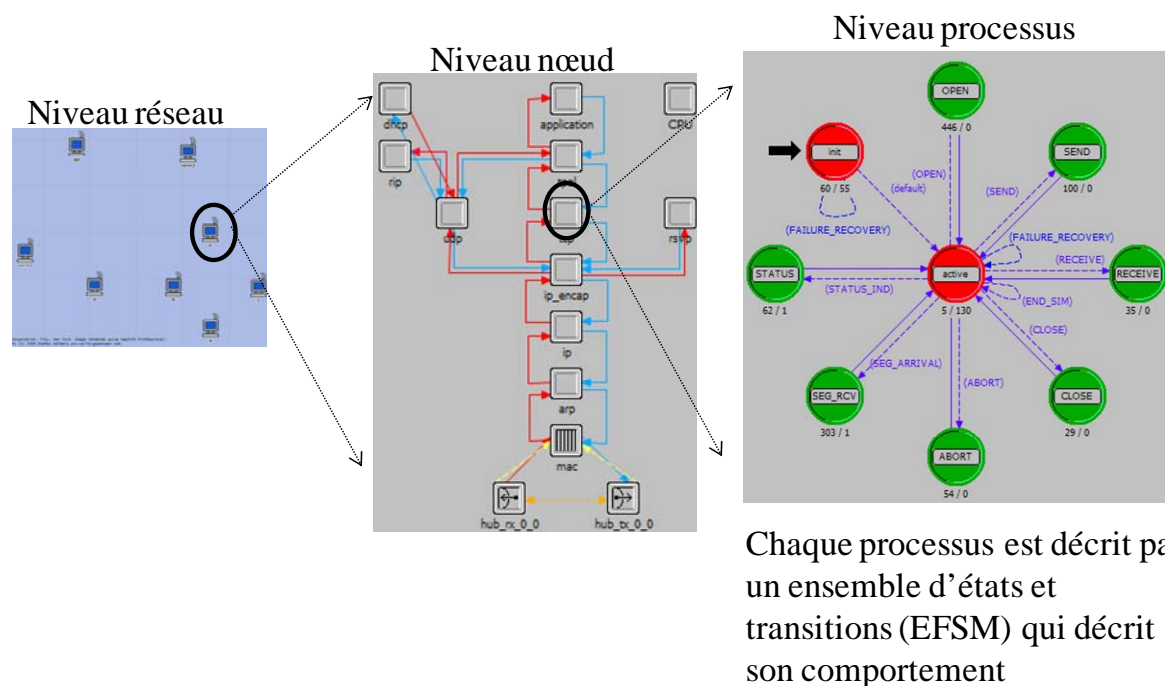 Niveau réseau
Niveau nœud
dhcp
application
CPU
rip
udp
rsvp
ip_encap
ip
arp
mac
hub_rx_0_0
hub_tx_0_0
Niveau processus
OPEN
446 / 0
init
60 / 55
SEND
100 / 0
(OPEN)
(default)
(SEND)
(FAILURE_RECOVERY)
(FAILURE_RECOVERY)
(RECEIVE)
STATUS
62 / 1
active
5 / 130
RECEIVE
35 / 0
(STATUS_IND)
(END_SIM)
(CLOSE)
(SEG_ARRIVAL)
(ABORT)
SEG_RCV
303 / 1
CLOSE
29 / 0
ABORT
54 / 0
Chaque processus est décrit pa
un ensemble d’états et
transitions (EFSM) qui décrit
son comportement